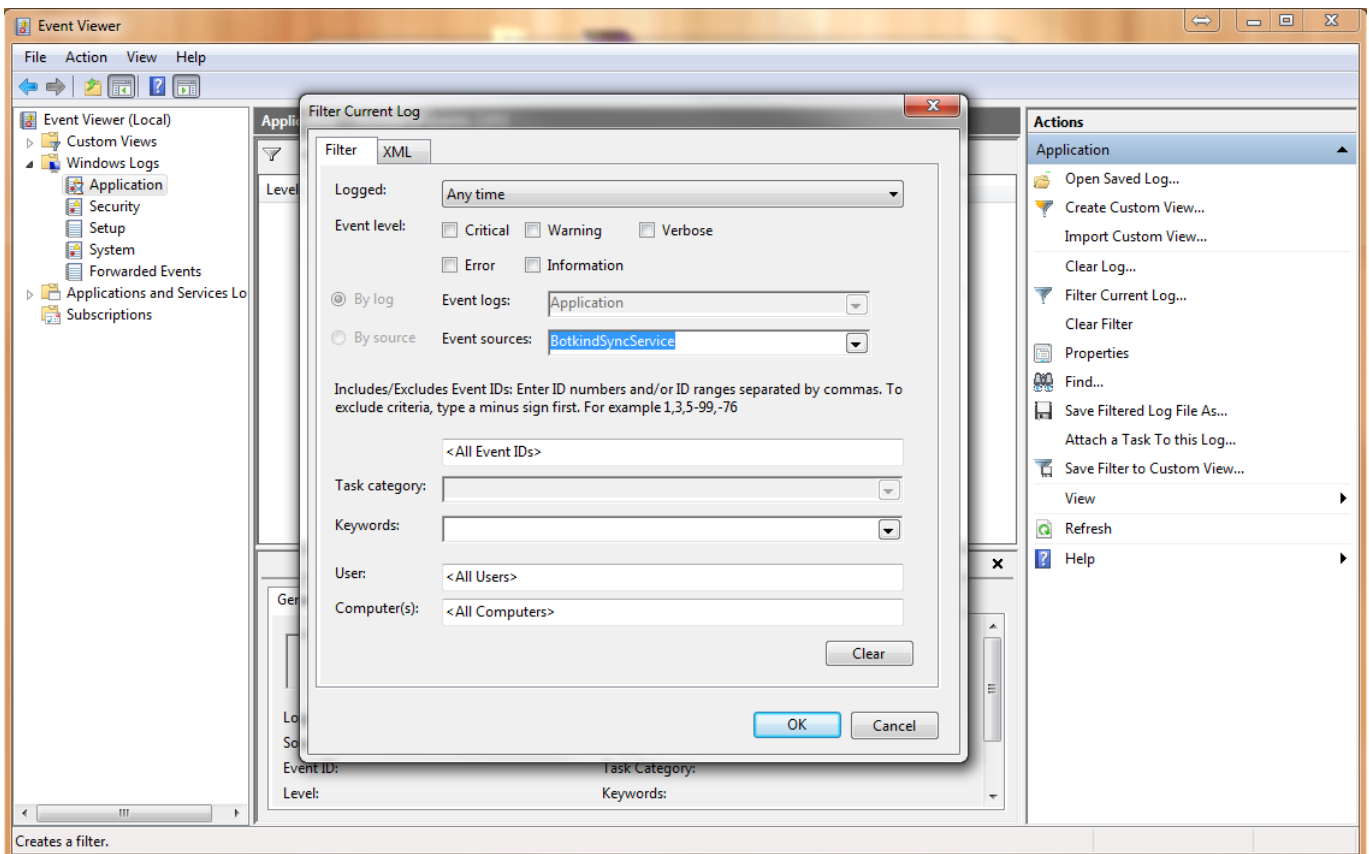 Event Viewer
File Action View Help
Event Viewer (Local)
Custom Views
Windows Logs
Application
Security
Setup
System
Forwarded Events
Applications and Services Lo
Subscriptions
Level
Filter Current Log
Filter XML
Logged: Any time
Event level: Critical Warning Verbose
Error Information
By log Event logs: Application
By source Event sources: BotkindSyncService
Includes/Excludes Event IDs: Enter ID numbers and/or ID ranges separated by commas. To
exclude criteria, type a minus sign first. For example 1,3,5-99,-76
<All Event IDs>
Task category:
Keywords:
User: <All Users>
Computer(s): <All Computers>
Clear
OK Cancel
Event ID: Task Category:
Level: Keywords:
Actions
Application
Open Saved Log...
Create Custom View...
Import Custom View...
Clear Log...
Filter Current Log...
Clear Filter
Properties
Find...
Save Filtered Log File As...
Attach a Task To this Log...
Save Filter to Custom View...
View
Refresh
Help
Creates a filter.